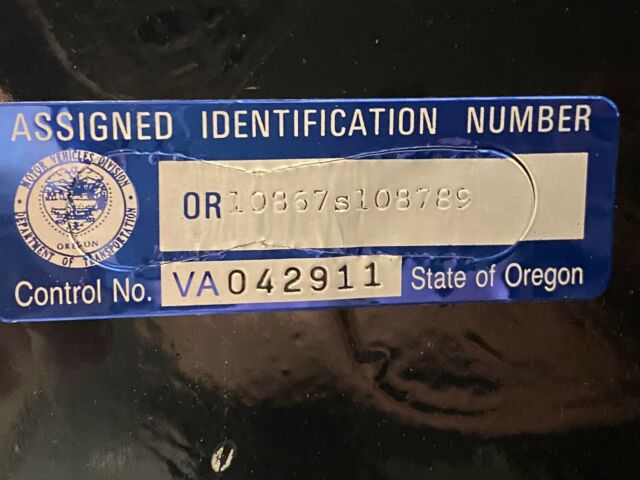 ASSIGNED IDENTIFICATION NUMBER
MOTOR VEHICLES DIVISION
OREGON
DEPARTMENT OF TRANSPORTATION
OR10867s108789
Control No. VA042911 State of Oregon